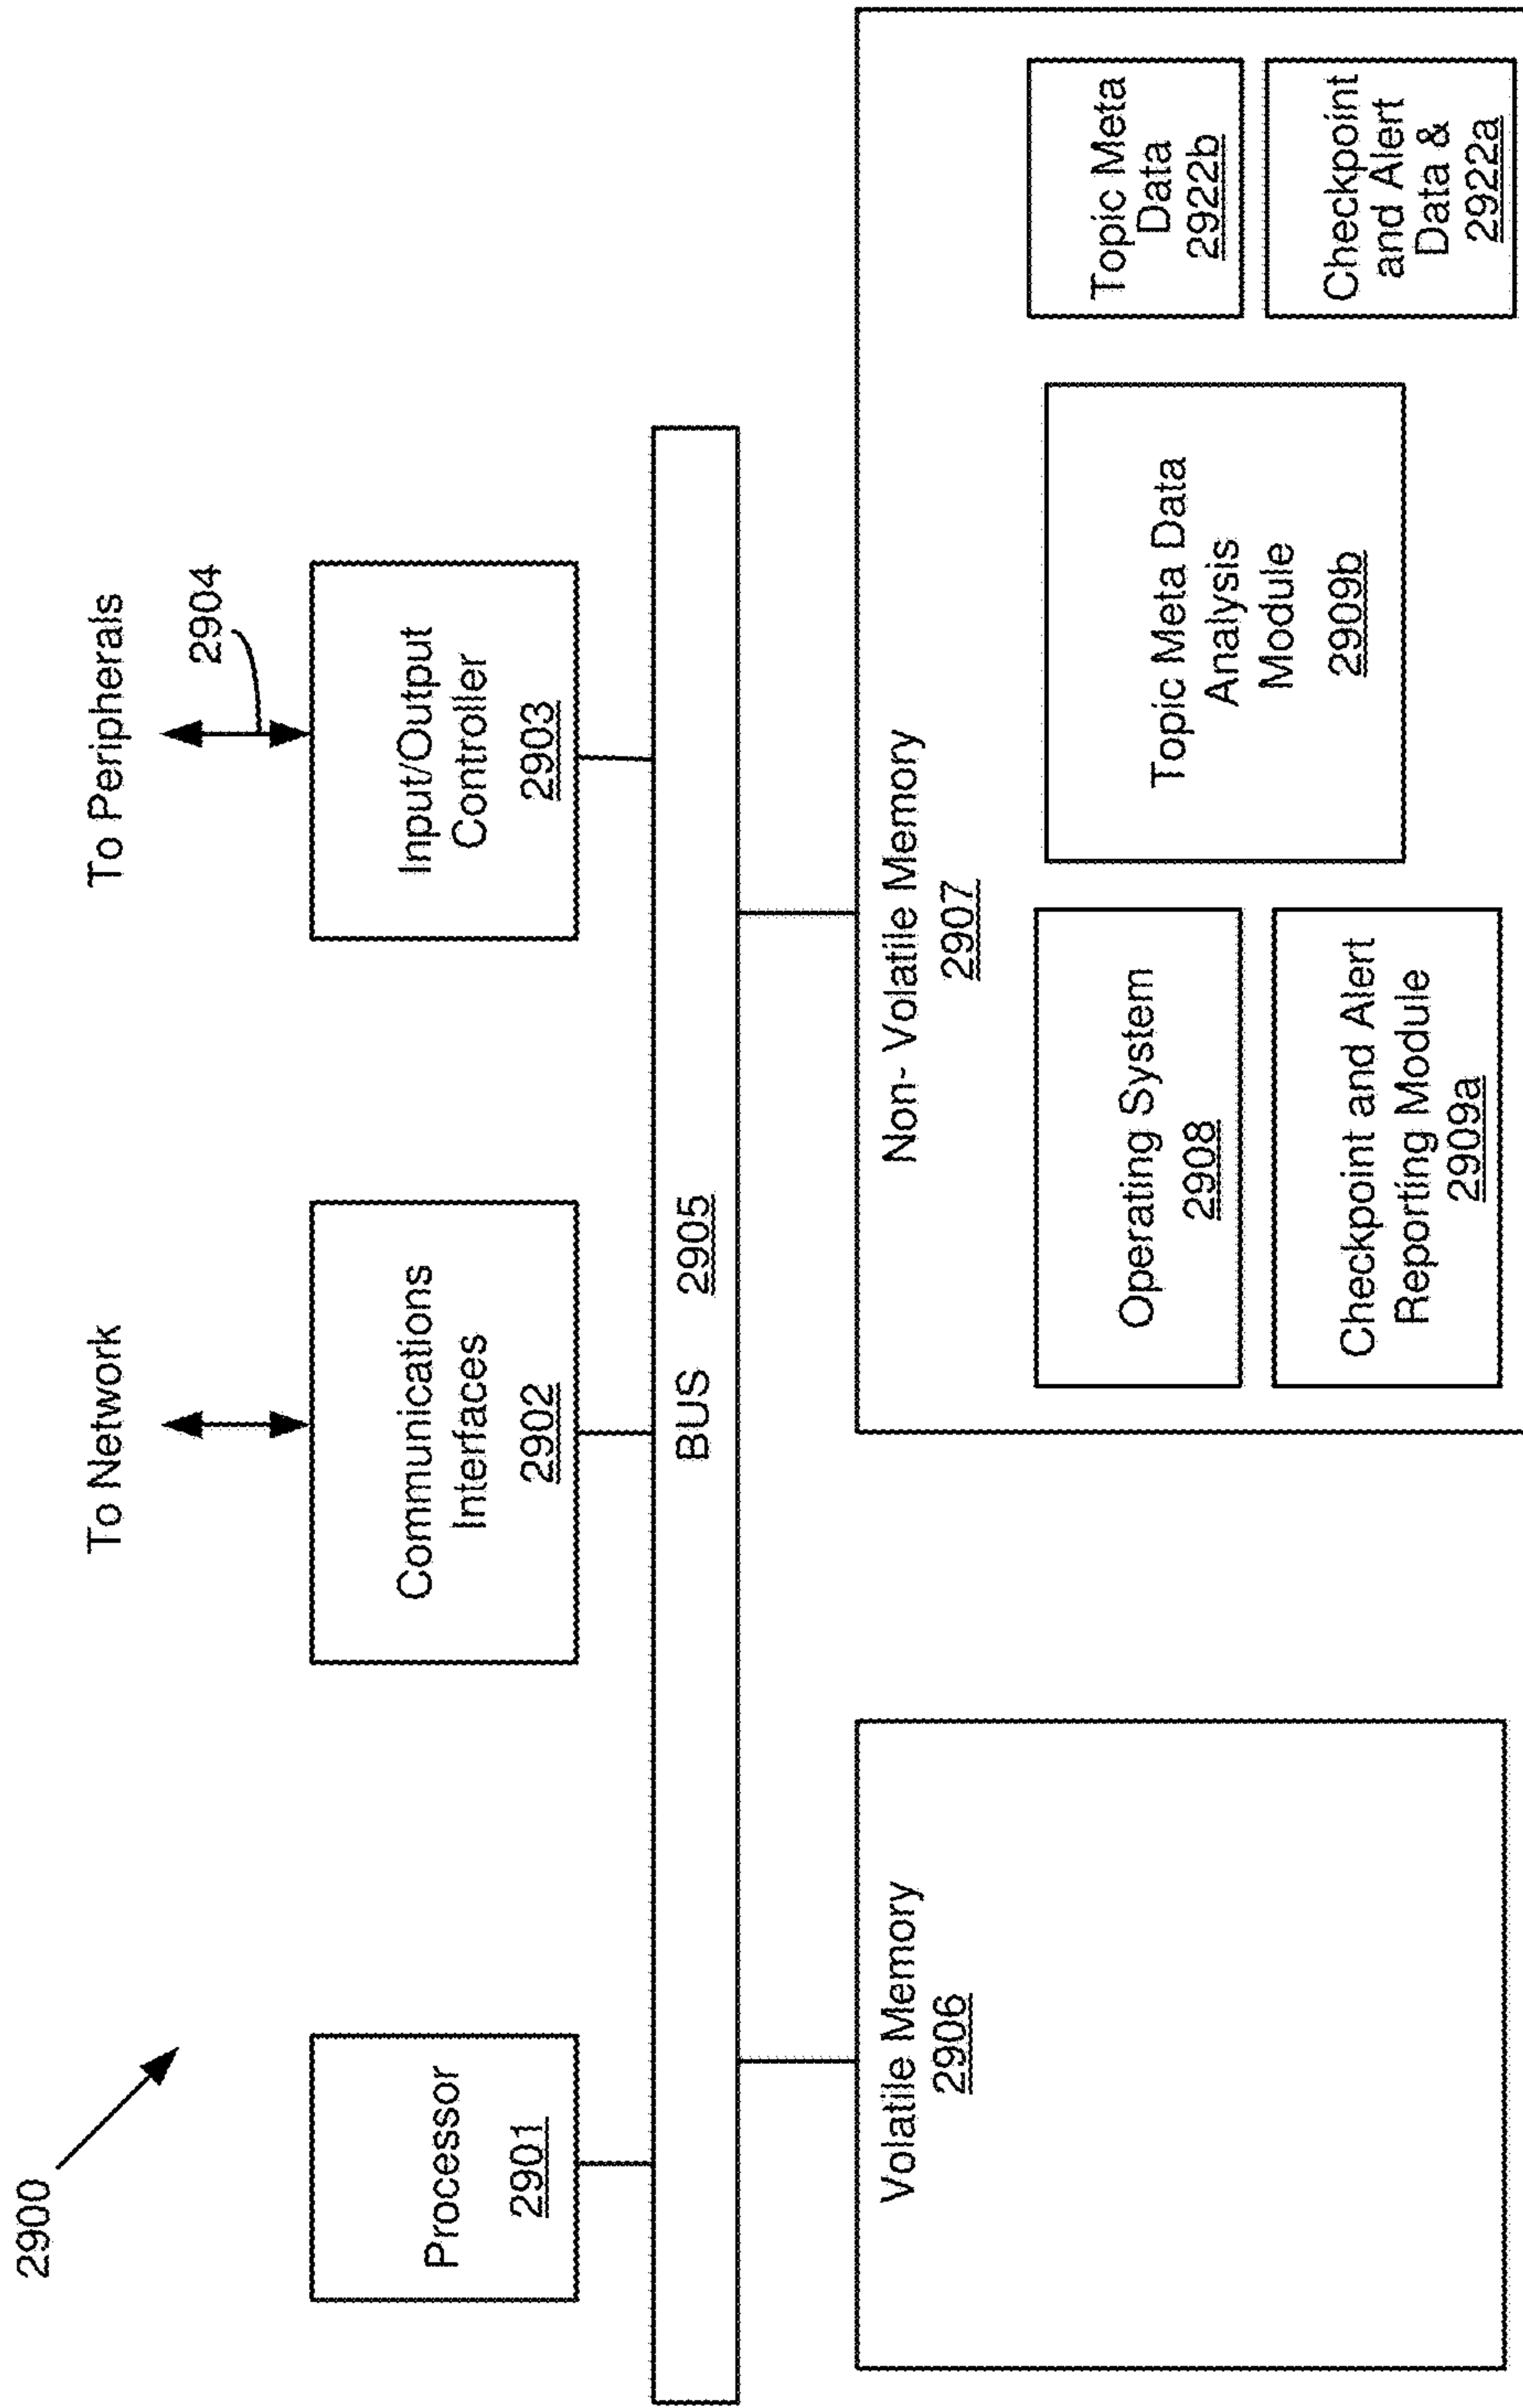 2900
To Network
To Peripherals
2904
Processor
2901
Communications
Interfaces
2902
Input/Output
Controller
2903
BUS 2905
Volatile Memory
2906
Non- Volatile Memory
2907
Operating System
2908
Checkpoint and Alert
Reporting Module
2909a
Topic Meta Data
Analysis
Module
2909b
Topic Meta
Data
2922b
Checkpoint
and Alert
Data &
2922a